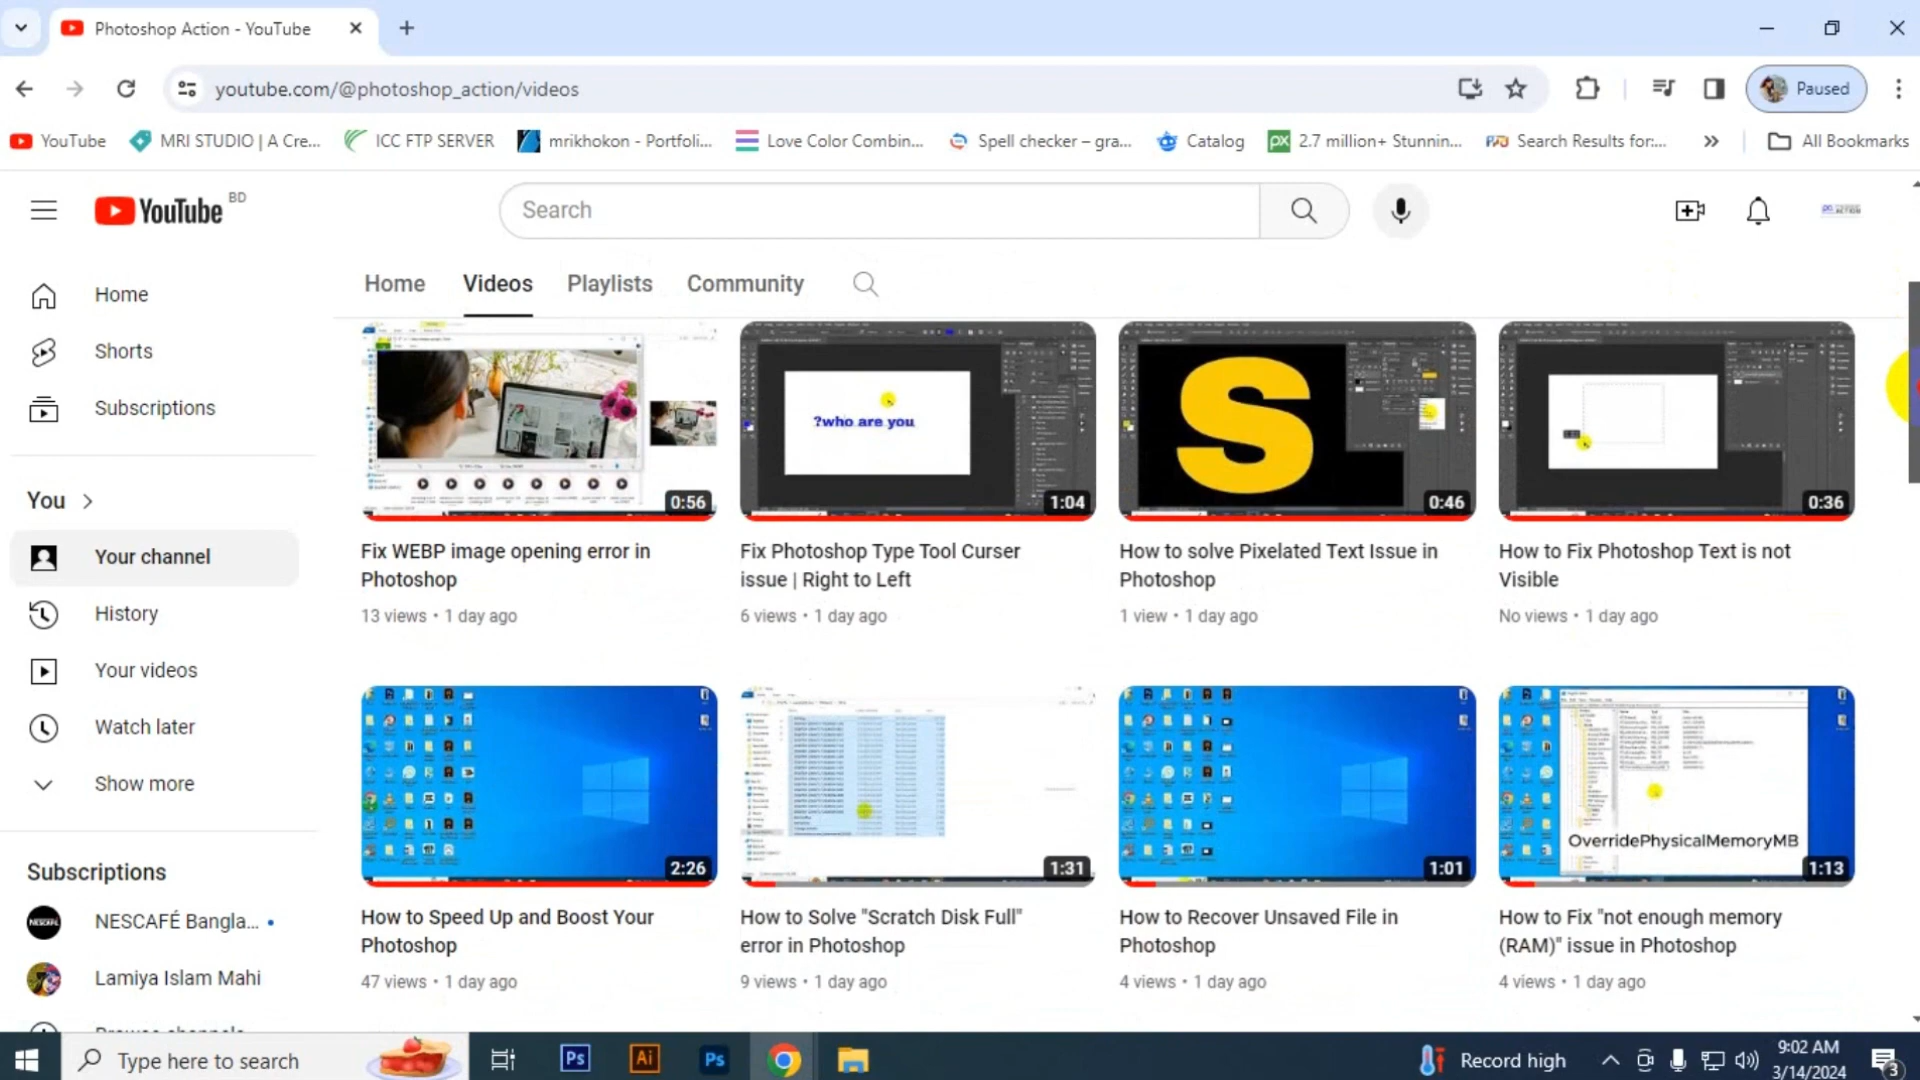 Photoshop Action - YouTube
youtube.com/@photoshop_action/videos
Paused
YouTube
MRI STUDIO | A Cre...
ICC FTP SERVER
mrikhokon - Portfoli...
Love Color Combin...
Spell checker – gra...
Catalog
px
2.7 million+ Stunnin...
Search Results for:...
All Bookmarks
YouTube BD
Search
Home
Shorts
Subscriptions
You
Your channel
History
Your videos
Watch later
Show more
Subscriptions
NESCAFÉ Bangla...
Lamiya Islam Mahi
Home
Videos
Playlists
Community
0:56
?who are you
1:04
S
0:46
0:36
Fix WEBP image opening error in
Photoshop
13 views • 1 day ago
Fix Photoshop Type Tool Curser
issue | Right to Left
6 views • 1 day ago
How to solve Pixelated Text Issue in
Photoshop
1 view • 1 day ago
How to Fix Photoshop Text is not
Visible
No views • 1 day ago
2:26
1:31
1:01
OverridePhysicalMemoryMB
1:13
How to Speed Up and Boost Your
Photoshop
47 views • 1 day ago
How to Solve "Scratch Disk Full"
error in Photoshop
9 views • 1 day ago
How to Recover Unsaved File in
Photoshop
4 views • 1 day ago
How to Fix "not enough memory
(RAM)" issue in Photoshop
4 views • 1 day ago
Type here to search
Ps
Ai
Ps
Record high
9:02 AM
3/14/2024
3